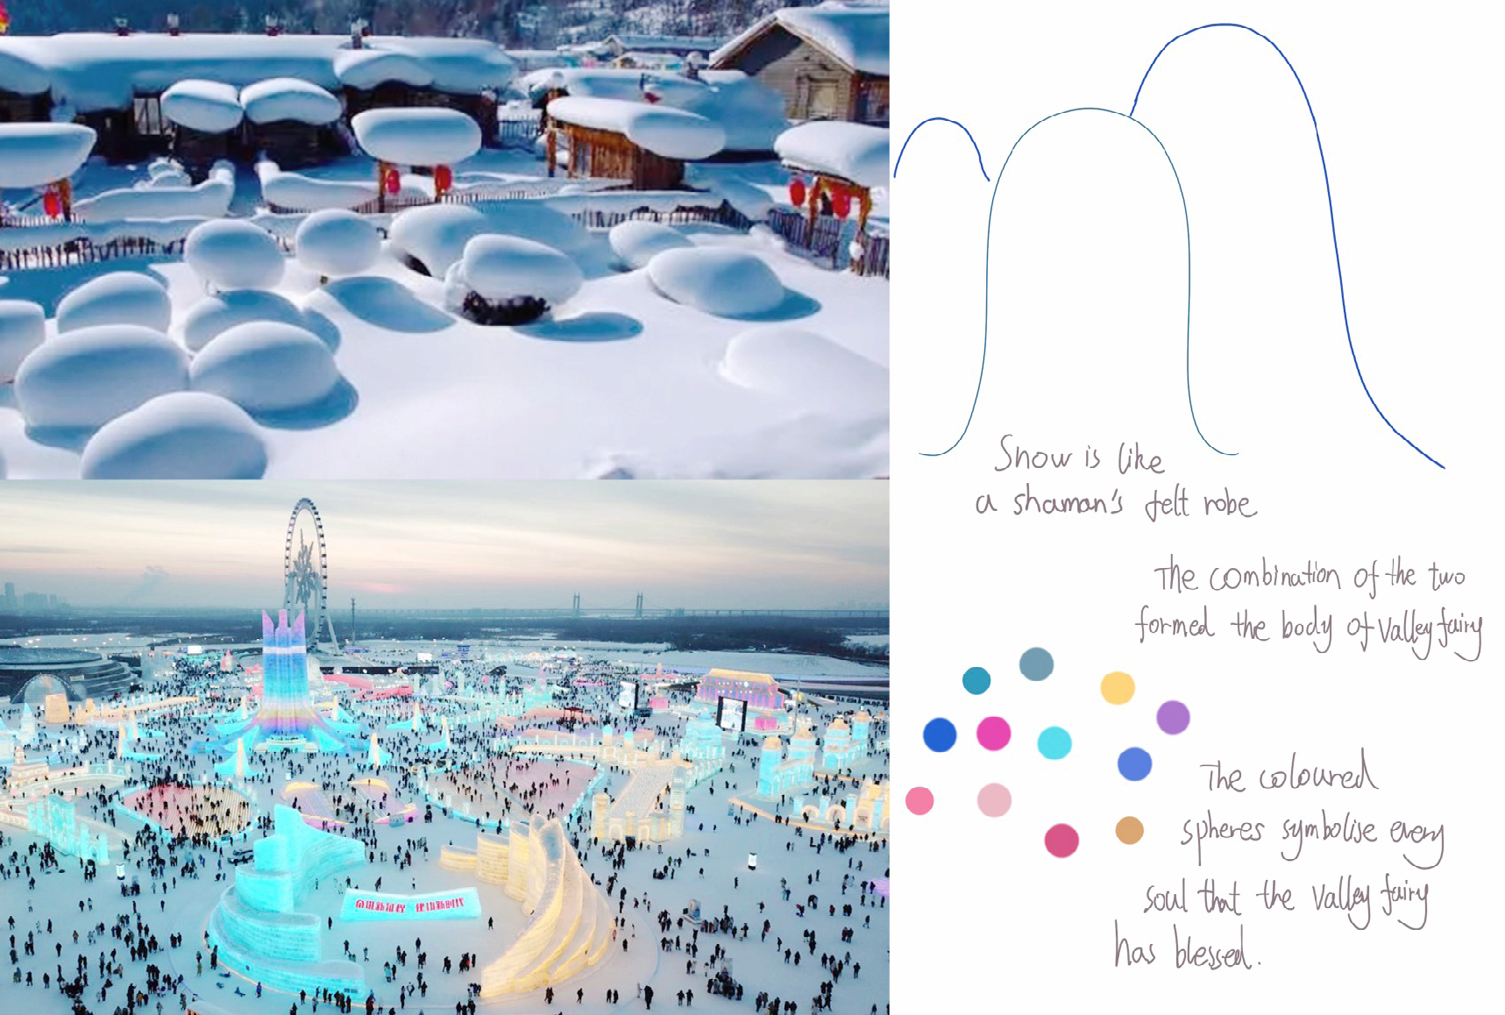 Snow is like
a shaman's felt robe
The combination of the two
formed the body of Valley fairy
The coloured
spheres symbolise every
soul that the valley fairy
has blessed.